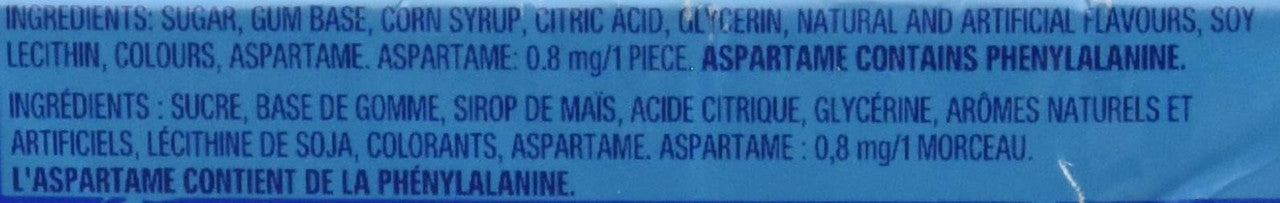 INGREDIENTS: SUGAR, GUM BASE, CORN SYRUP, CITRIC ACID, GLYCERIN, NATURAL AND ARTIFICIAL FLAVOURS, SOY
LECITHIN, COLOURS, ASPARTAME. ASPARTAME: 0.8 mg/1 PIECE. ASPARTAME CONTAINS PHENYLALANINE.
INGRÉDIENTS : SUCRE, BASE DE GOMME, SIROP DE MAÏS, ACIDE CITRIQUE, GLYCÉRINE, ARÔMES NATURELS ET
ARTIFICIELS, LÉCITHINE DE SOJA, COLORANTS, ASPARTAME. ASPARTAME : 0,8 mg/1 MORCEAU.
L'ASPARTAME CONTIENT DE LA PHÉNYLALANINE.